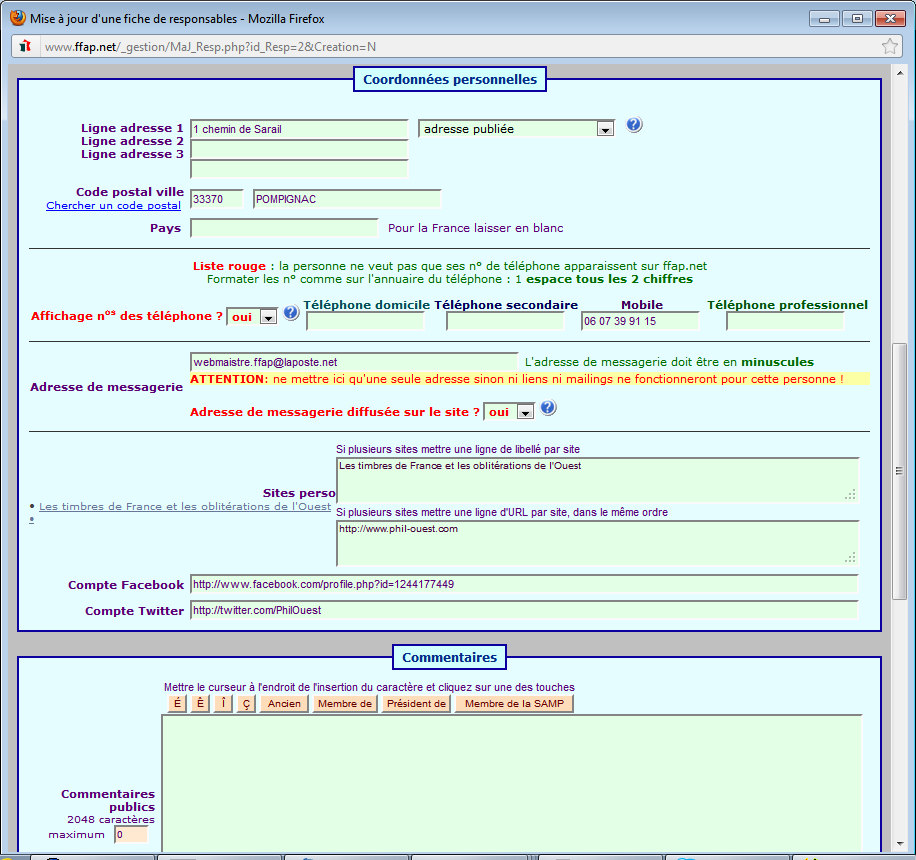 Mise à jour d'une fiche de responsables - Mozilla Firefox
www.ffap.net/_gestion/MaJ_Resp.php?id_Resp=2&Creation=N
Coordonnées personnelles
Ligne adresse 1 1 chemin de Sarail adresse publiée ?
Ligne adresse 2
Ligne adresse 3
Code postal ville 33370 POMPIGNAC
Chercher un code postal
Pays Pour la France laisser en blanc
Liste rouge : la personne ne veut pas que ses n° de téléphone apparaissent sur ffap.net
Formater les n° comme sur l'annuaire du téléphone : 1 espace tous les 2 chiffres
Téléphone domicile Téléphone secondaire Mobile Téléphone professionnel
Affichage nos des téléphone ? oui ? 06 07 39 91 15
webmaistre.ffap@laposte.net L'adresse de messagerie doit être en minuscules
Adresse de messagerie ATTENTION: ne mettre ici qu'une seule adresse sinon ni liens ni mailings ne fonctionneront pour cette personne !
Adresse de messagerie diffusée sur le site ? oui ?
Si plusieurs sites mettre une ligne de libellé par site
Les timbres de France et les oblitérations de l'Ouest
Sites perso
• Les timbres de France et les oblitérations de l'Ouest
•
Si plusieurs sites mettre une ligne d'URL par site, dans le même ordre
http://www.phil-ouest.com
Compte Facebook http://www.facebook.com/profile.php?id=1244177449
Compte Twitter http://twitter.com/PhilOuest
Commentaires
Mettre le curseur à l'endroit de l'insertion du caractère et cliquez sur une des touches
É Ê Î Ç Ancien Membre de Président de Membre de la SAMP
Commentaires
publics
2048 caractères
maximum 0